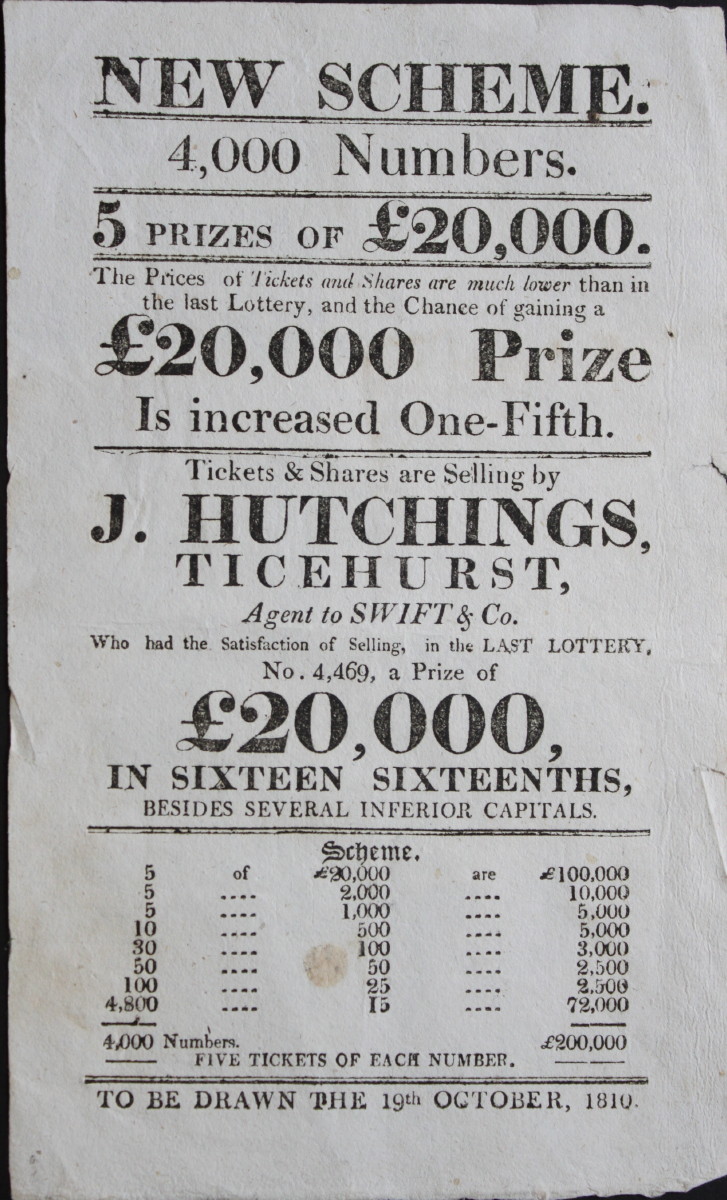 NEW SCHEME.
4,000 Numbers.
5 PRIZES OF £20,000.
The Prices of Tickets and Shares are much lower than in
the last Lottery, and the Chance of gaining a
£20,000 Prize
Is increased One-Fifth.
Tickets & Shares are Selling by
J. HUTCHINGS,
TICEHURST,
Agent to SWIFT & Co.
Who had the Satisfaction of Selling, in the LAST LOTTERY,
No. 4,469, a Prize of
£20,000,
IN SIXTEEN SIXTEENTHS,
BESIDES SEVERAL INFERIOR CAPITALS.
Scheme.
5 of £20,000 are £100,000
5 .... 2,000 .... 10,000
5 .... 1,000 .... 5,000
10 .... 500 .... 5,000
30 .... 100 .... 3,000
50 .... 50 .... 2,500
100 .... 25 .... 2,500
4,800 .... 15 .... 72,000
4,000 Numbers. £200,000
FIVE TICKETS OF EACH NUMBER.
TO BE DRAWN THE 19th OCTOBER, 1810.